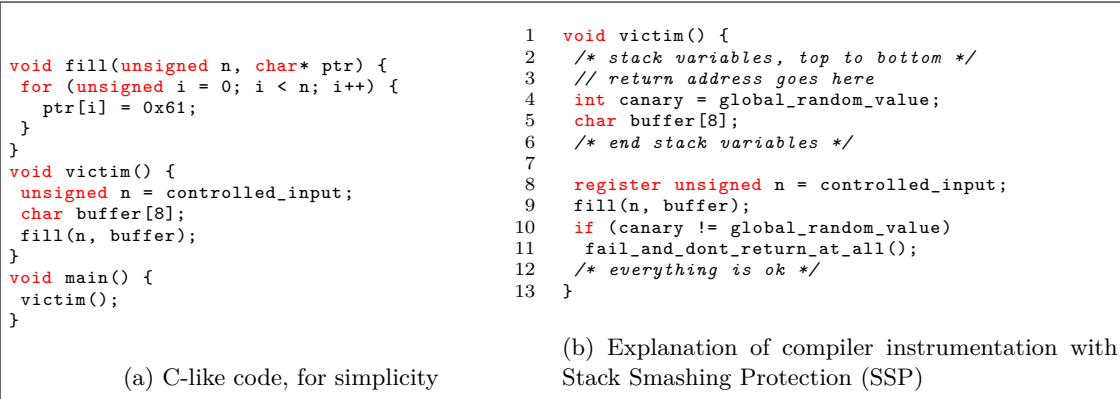 void fill(unsigned n, char* ptr) {
for (unsigned i = 0; i < n; i++) {
ptr[i] = 0x61;
}
}
void victim() {
unsigned n = controlled_input;
char buffer[8];
fill(n, buffer);
}
void main() {
victim();
}
(a) C-like code, for simplicity
1 void victim() {
2 /* stack variables, top to bottom */
3 // return address goes here
4 int canary = global_random_value;
5 char buffer[8];
6 /* end stack variables */
7
8 register unsigned n = controlled_input;
9 fill(n, buffer);
10 if (canary != global_random_value)
11 fail_and_dont_return_at_all();
12 /* everything is ok */
13 }
(b) Explanation of compiler instrumentation with
Stack Smashing Protection (SSP)